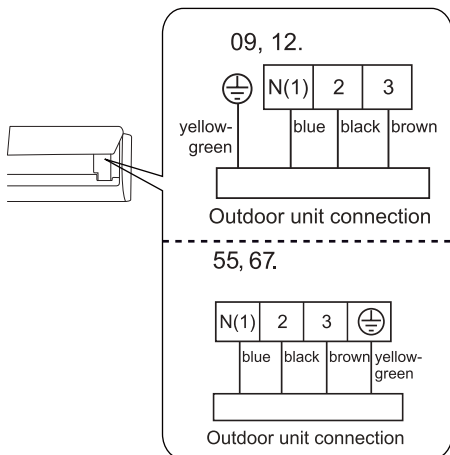 09, 12.
N(1) 2 3
yellow-
green
blue black brown
Outdoor unit connection
55, 67.
N(1) 2 3
blue black brown yellow-
green
Outdoor unit connection